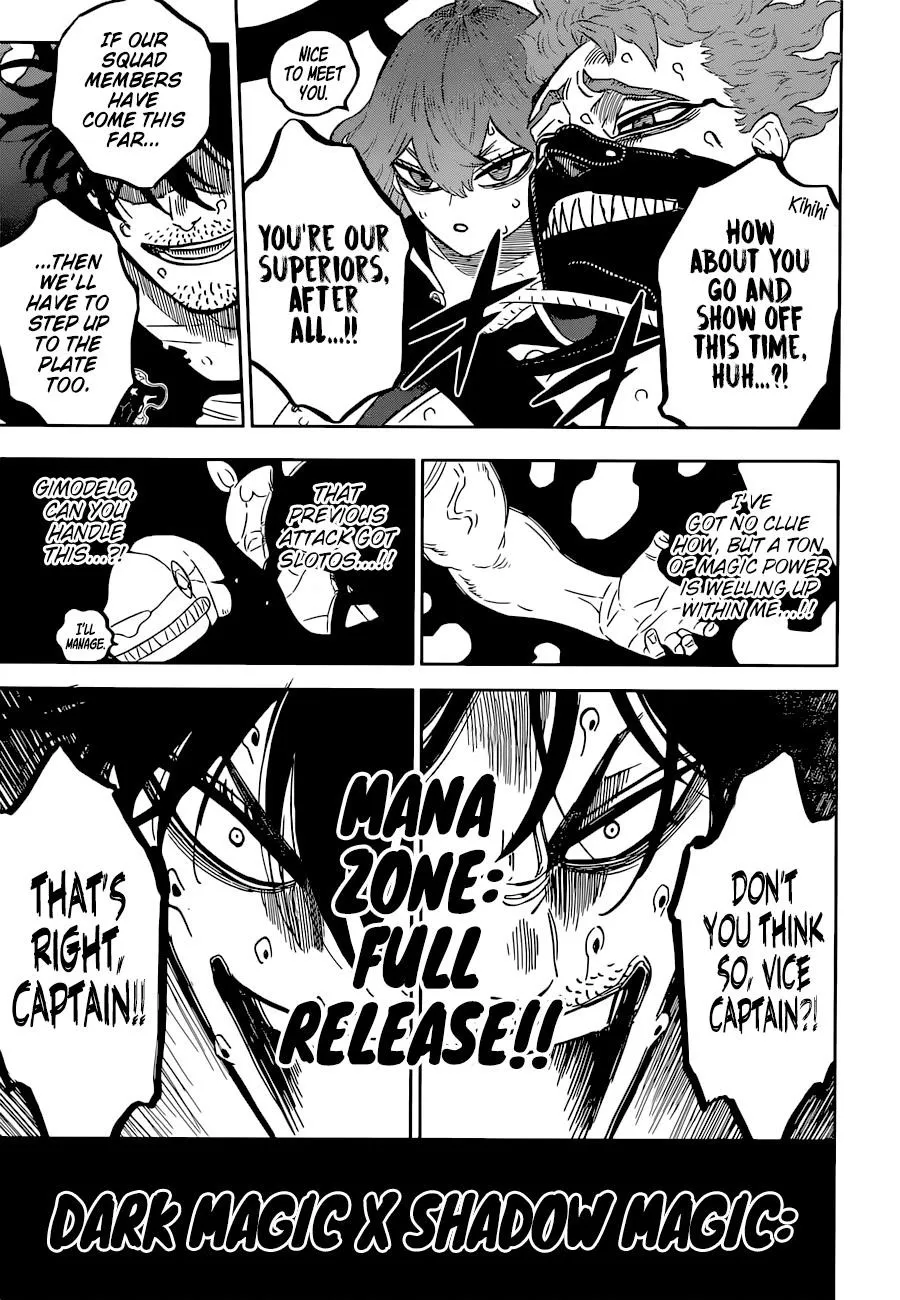 Kihihi
HOW
ABOUT YOU
GO AND
SHOW OFF
THIS TIME,
HUH...?!
NICE
TO MEET
YOU.
YOU'RE OUR
SUPERIORS,
AFTER
ALL...!!
IF OUR
SQUAD
MEMBERS
HAVE
COME THIS
FAR...
...THEN
WE'LL
HAVE TO
STEP UP
TO THE
PLATE
TOO.
I'VE
GOT NO CLUE
HOW, BUT A TON
OF MAGIC POWER
IS WELLING UP
WITHIN ME...!!
THAT
PREVIOUS
ATTACK GOT
SLOTOS...!!
GIMODELO,
CAN YOU
HANDLE
THIS...?!
I'LL
MANAGE.
DON'T
YOU THINK
SO, VICE
CAPTAIN?!
THAT'S
RIGHT,
CAPTAIN!!
MANA
ZONE:
FULL
RELEASE!!
DARK MAGIC X SHADOW MAGIC: